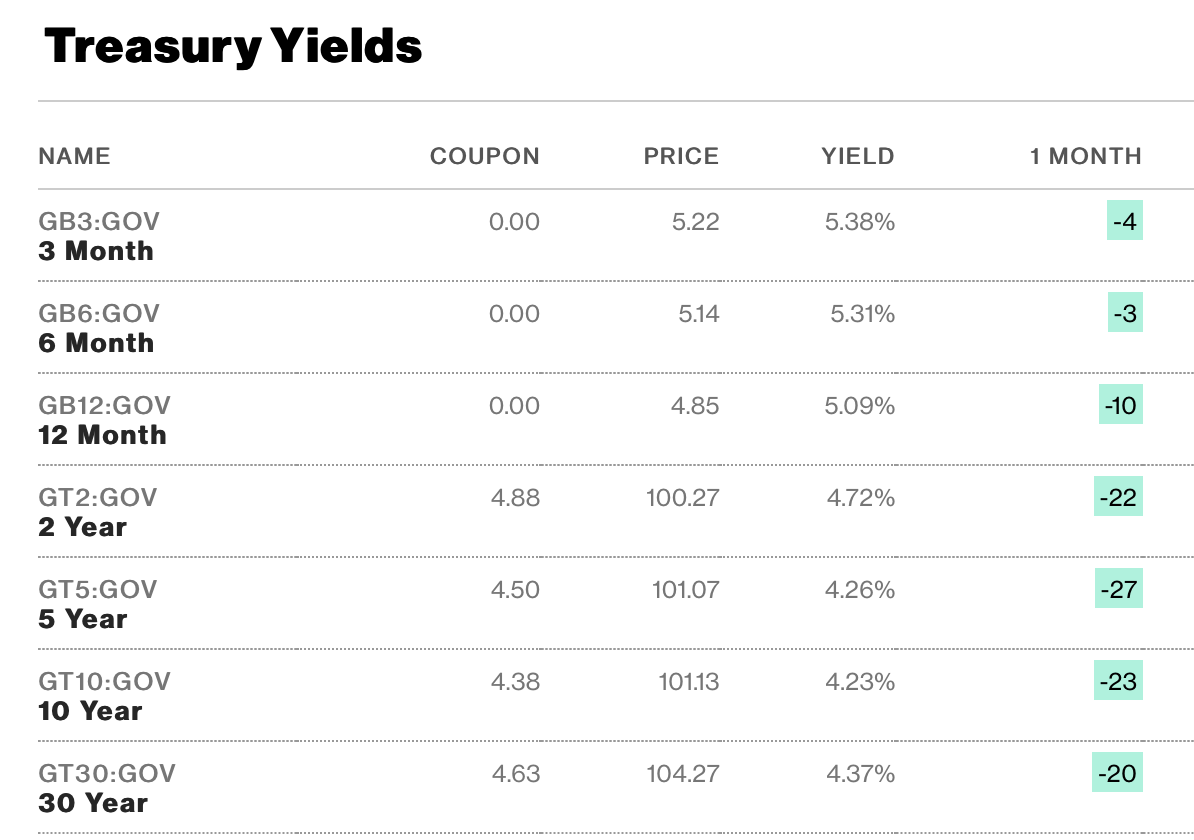 Treasury Yields
NAME COUPON PRICE YIELD 1 MONTH
GB3:GOV 0.00 5.22 5.38% -4
3 Month
GB6:GOV 0.00 5.14 5.31% -3
6 Month
GB12:GOV 0.00 4.85 5.09% -10
12 Month
GT2:GOV 4.88 100.27 4.72% -22
2 Year
GT5:GOV 4.50 101.07 4.26% -27
5 Year
GT10:GOV 4.38 101.13 4.23% -23
10 Year
GT30:GOV 4.63 104.27 4.37% -20
30 Year